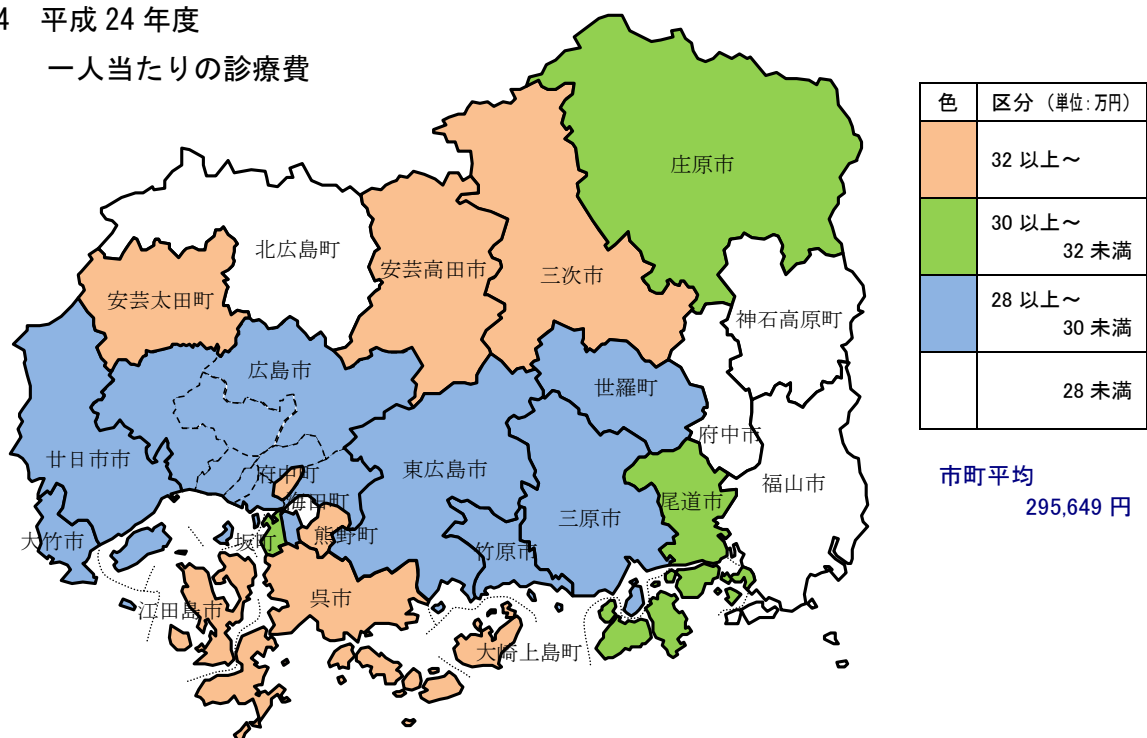 4 平成 24 年度
一人当たりの診療費
色 区分 (単位:万円)
32 以上～
30 以上～
32 未満
28 以上～
30 未満
28 未満
市町平均
295,649 円
庄原市
北広島町
安芸高田市
三次市
安芸太田町
神石高原町
広島市
世羅町
府中市
廿日市市
府中町
東広島市
福山市
海田町
尾道市
三原市
大竹市
坂町
熊野町
竹原市
江田島市
呉市
大崎上島町